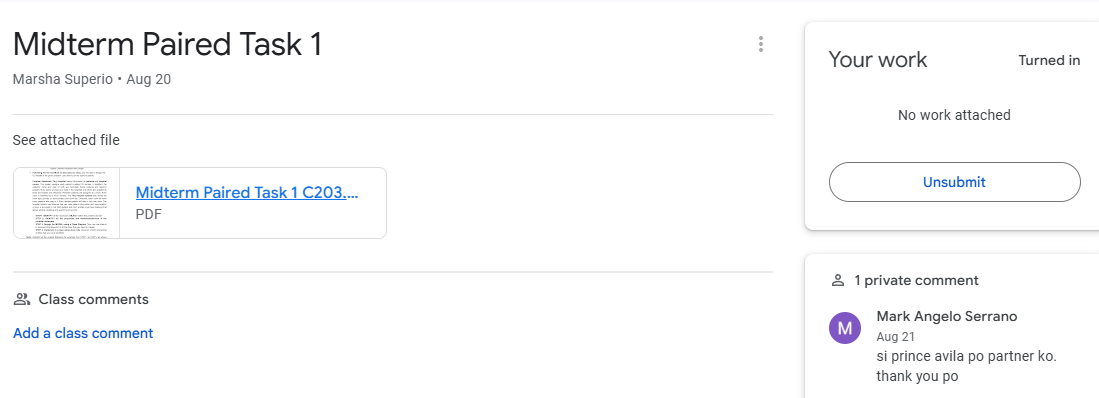 Midterm Paired Task 1
Marsha Superio • Aug 20
See attached file
Midterm Paired Task 1 C203....
PDF
Class comments
Add a class comment
Your work
Turned in
No work attached
Unsubmit
1 private comment
M
Mark Angelo Serrano
Aug 21
si prince avila po partner ko.
thank you po